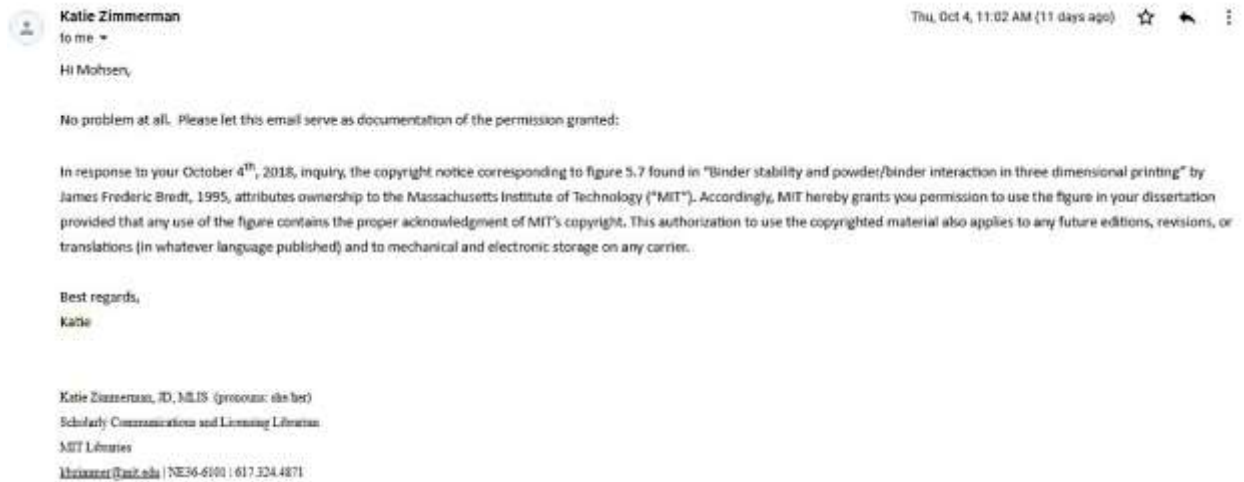 Katie Zimmerman
Thu, Oct 4, 11:02 AM (11 days ago)
to me
Hi Mohsen,
No problem at all. Please let this email serve as documentation of the permission granted:
In response to your October 4th, 2018, inquiry, the copyright notice corresponding to figure 5.7 found in "Binder stability and powder/binder interaction in three dimensional printing" by
James Frederic Bredt, 1995, attributes ownership to the Massachusetts Institute of Technology ("MIT"). Accordingly, MIT hereby grants you permission to use the figure in your dissertation
provided that any use of the figure contains the proper acknowledgment of MIT's copyright. This authorization to use the copyrighted material also applies to any future editions, revisions, or
translations (in whatever language published) and to mechanical and electronic storage on any carrier.
Best regards,
Katie
Katie Zimmerman, JD, MLIS (pronouns: she her)
Scholarly Communications and Licensing Librarian
MIT Libraries
| NE36-6101 | 617.324.4871